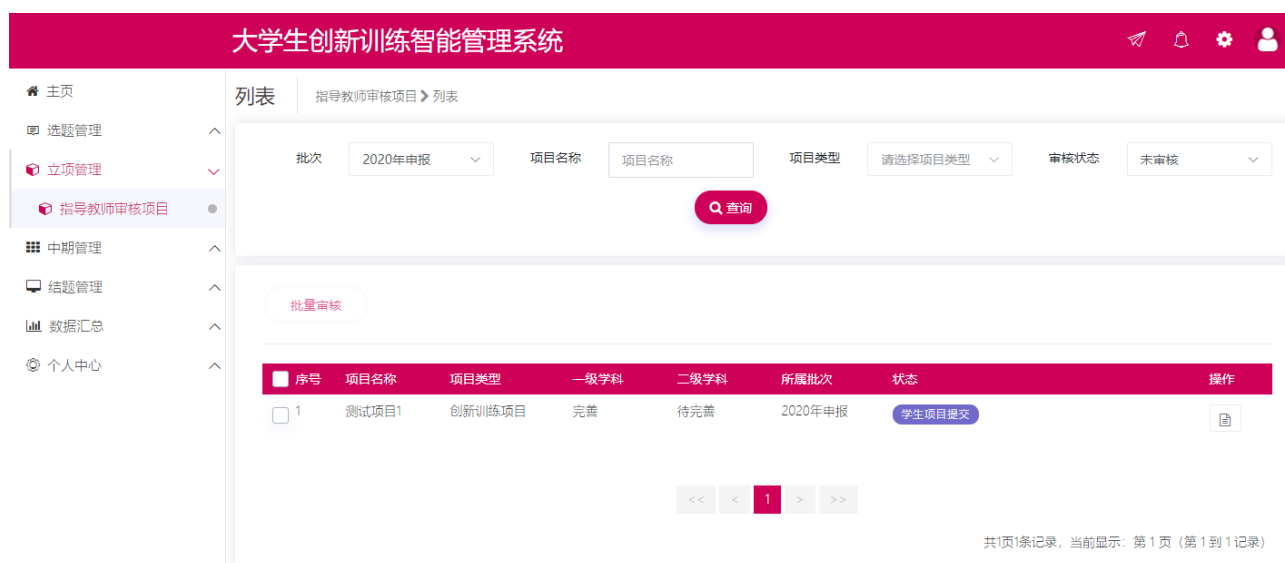 大学生创新训练智能管理系统
主页
选题管理
立项管理
指导教师审核项目
中期管理
结题管理
数据汇总
个人中心
列表 指导教师审核项目 列表
批次 2020年申报 项目名称 项目名称 项目类型 请选择项目类型 审核状态 未审核
查询
批量审核
序号 项目名称 项目类型 一级学科 二级学科 所属批次 状态 操作
1 测试项目1 创新训练项目 完善 待完善 2020年申报 学生项目提交
<< < 1 > >>
共1页1条记录，当前显示：第 1 页（第 1 到 1 记录）